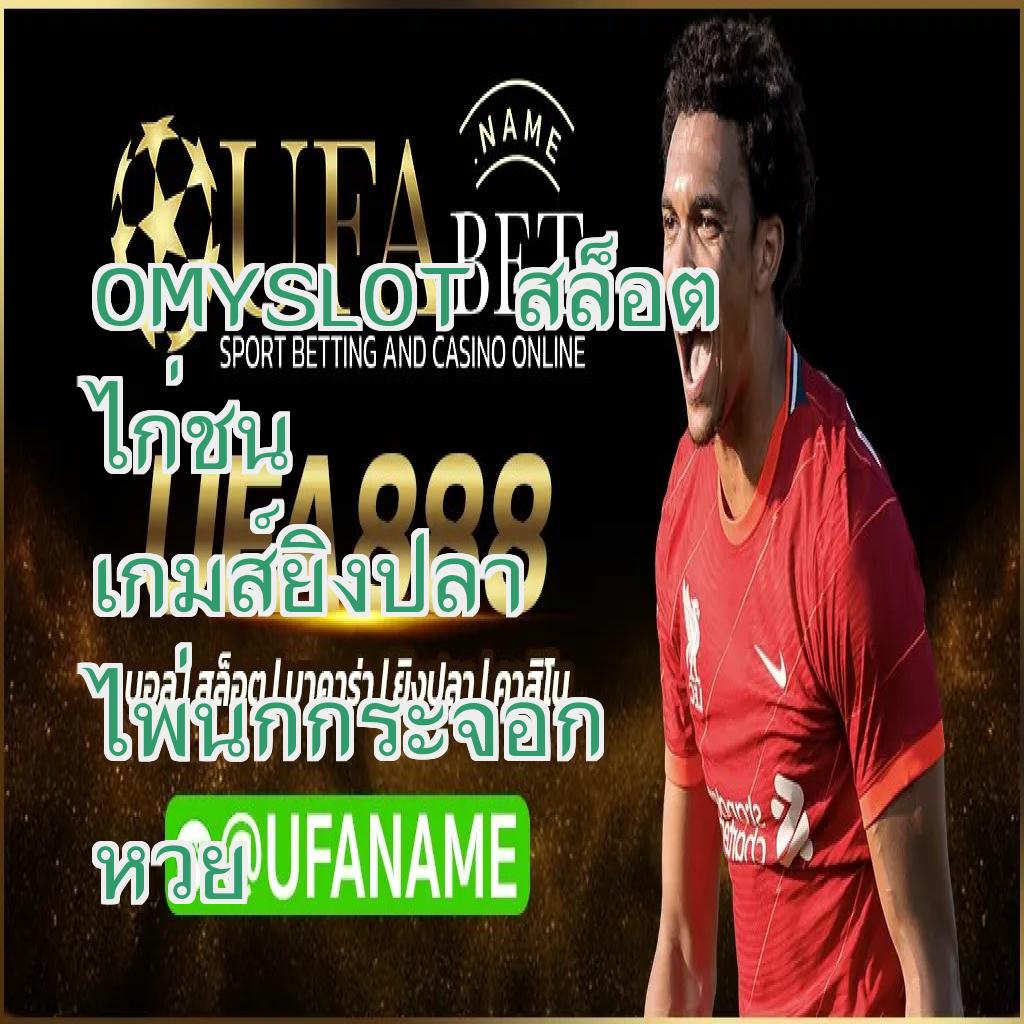 .NAME
UFABET
OMYSLOT สล็อต
SPORT BETTING AND CASINO ONLINE
ไก่ชน
UFA888
เกมส์ยิงปลา
บอล | สล็อต | บาคาร่า | ยิงปลา | คาสิโน
ไพ่นกกระจอก
หวย
@UFANAME